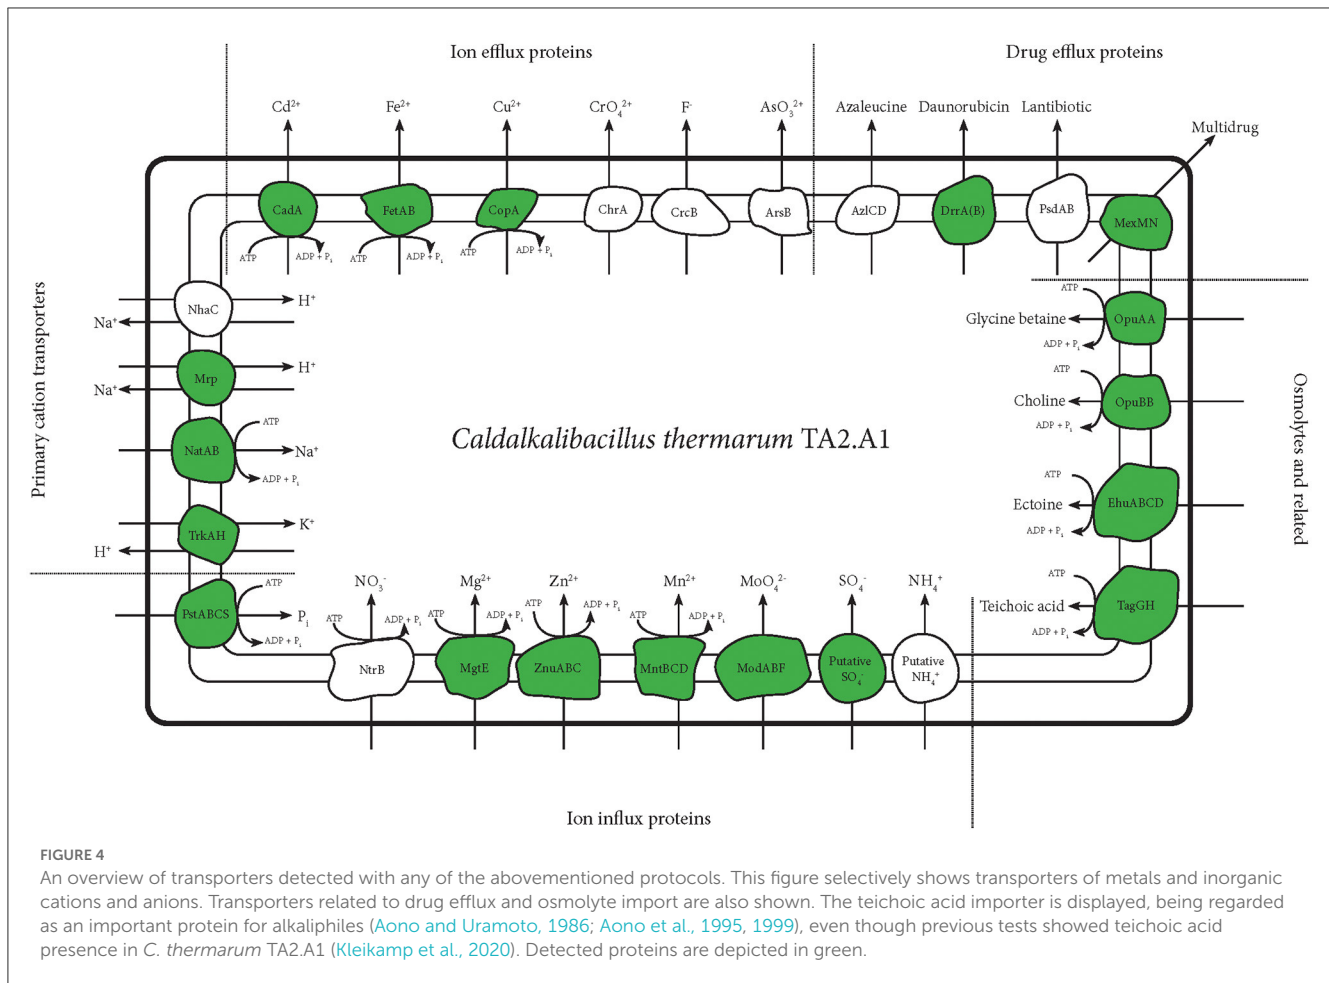 Ion efflux proteins
Drug efflux proteins
Cd²⁺
Fe²⁺
Cu²⁺
CrO₄²⁺
F⁻
AsO₃²⁺
Azaleucine
Daunorubicin
Lantibiotic
Multidrug
CadA
FetAB
CopA
ChrA
CrcB
ArsB
AzlCD
DrrA(B)
PsdAB
MexMN
ATP
ADP + Pᵢ
ATP
ADP + Pᵢ
ATP
ADP + Pᵢ
Primary cation transporters
NhaC
H⁺
Na⁺
Mrp
H⁺
Na⁺
NatAB
ATP
Na⁺
ADP + Pᵢ
TrkAH
K⁺
H⁺
PstABCS
ATP
Pᵢ
ADP + Pᵢ
Caldalkalibacillus thermarum TA2.A1
Osmolytes and related
ATP
Glycine betaine
OpuAA
ADP + Pᵢ
ATP
Choline
OpuBB
ADP + Pᵢ
ATP
Ectoine
EhuABCD
ADP + Pᵢ
ATP
Teichoic acid
TagGH
ADP + Pᵢ
NO₃⁻
Mg²⁺
Zn²⁺
Mn²⁺
MoO₄²⁻
SO₄⁻
NH₄⁺
ATP
ADP + Pᵢ
ATP
ADP + Pᵢ
ATP
ADP + Pᵢ
ATP
ADP + Pᵢ
NtrB
MgtE
ZnuABC
MntBCD
ModABF
Putative
SO₄⁻
Putative
NH₄⁺
Ion influx proteins
FIGURE 4
An overview of transporters detected with any of the abovementioned protocols. This figure selectively shows transporters of metals and inorganic
cations and anions. Transporters related to drug efflux and osmolyte import are also shown. The teichoic acid importer is displayed, being regarded
as an important protein for alkaliphiles (Aono and Uramoto, 1986; Aono et al., 1995, 1999), even though previous tests showed teichoic acid
presence in C. thermarum TA2.A1 (Kleikamp et al., 2020). Detected proteins are depicted in green.